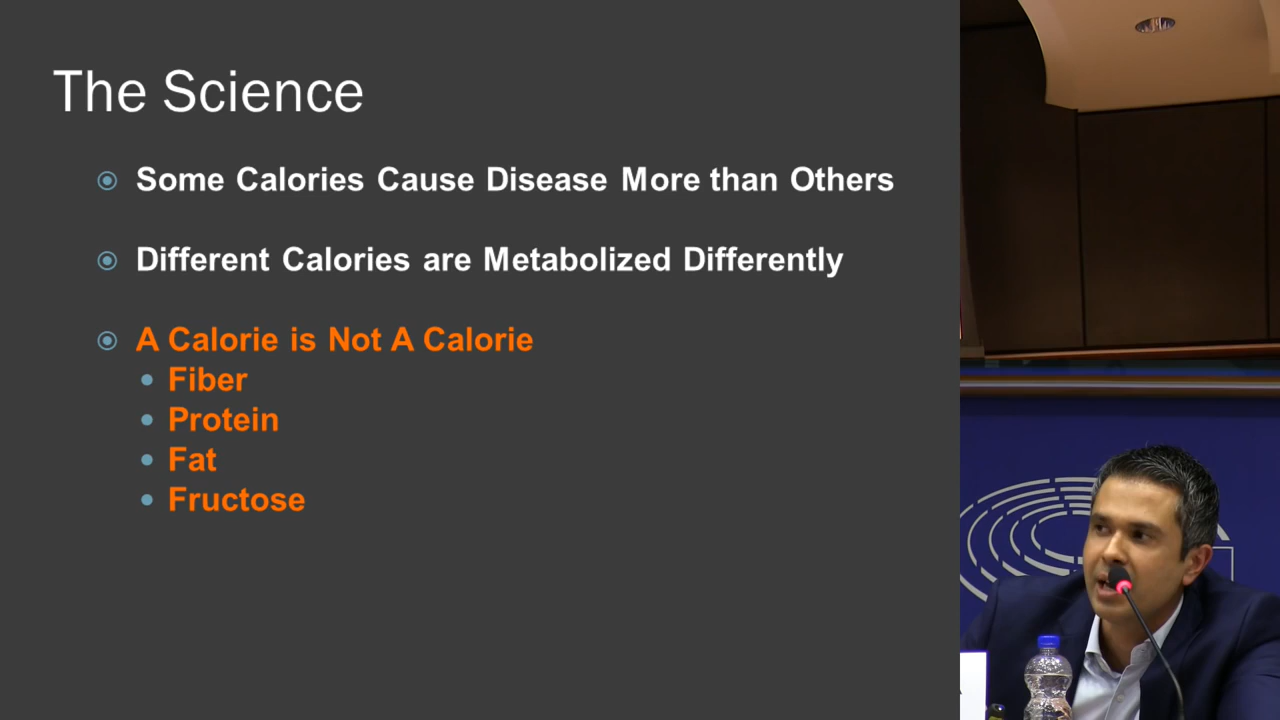 The Science
Some Calories Cause Disease More than Others
Different Calories are Metabolized Differently
A Calorie is Not A Calorie
Fiber
Protein
Fat
Fructose